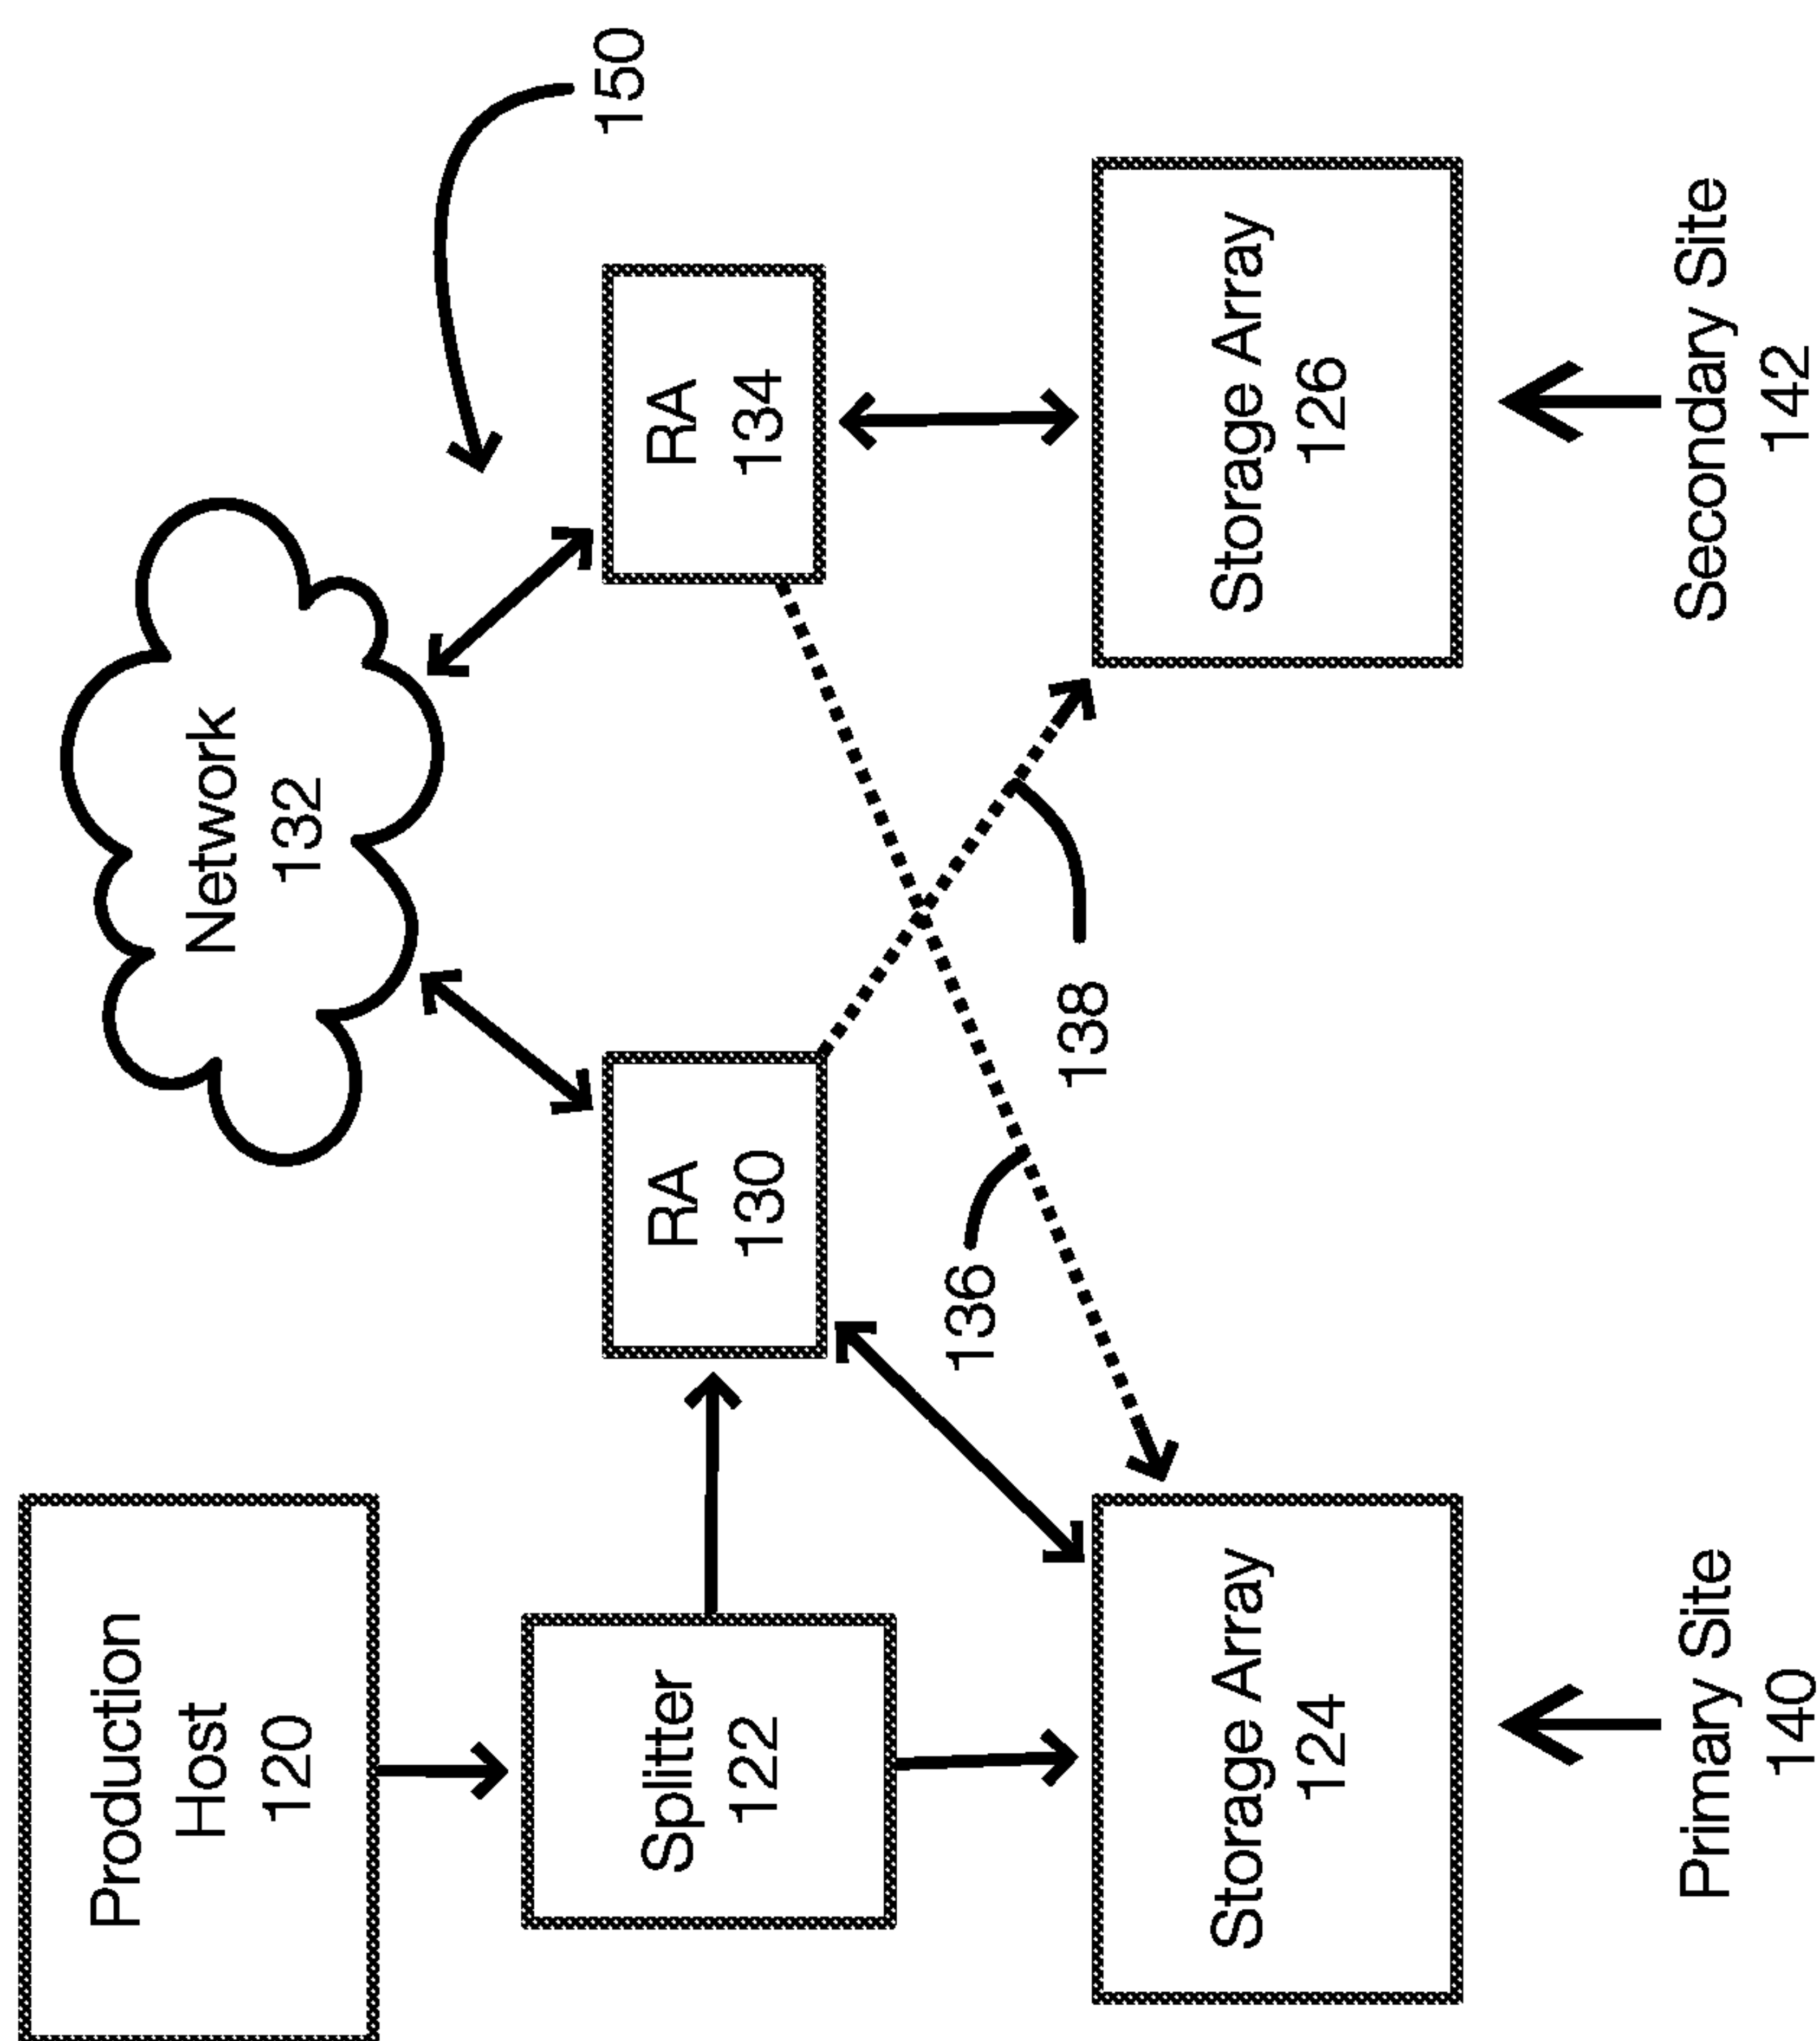 Production
Host
120
Network
132
150
Splitter
122
RA
130
RA
134
136
138
Storage Array
124
Storage Array
126
Primary Site
140
Secondary Site
142